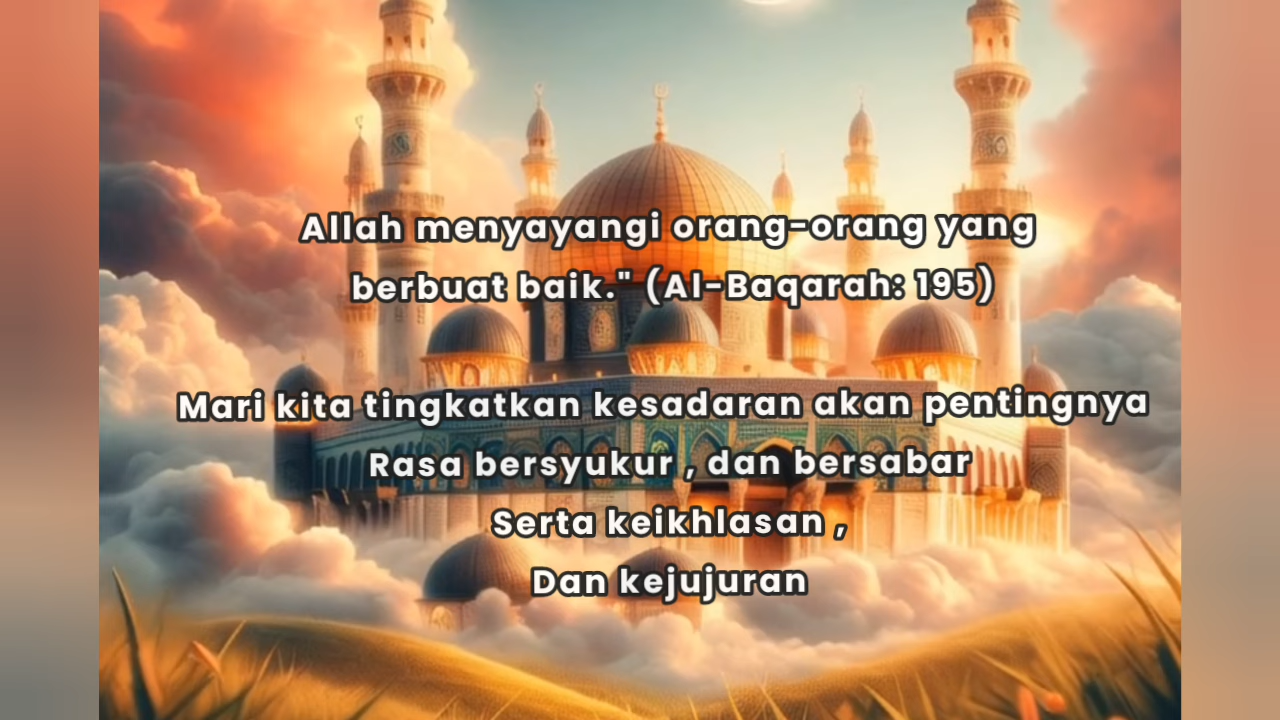 Allah menyayangi orang-orang yang
berbuat baik." (Al-Baqarah: 195)
Mari kita tingkatkan kesadaran akan pentingnya
Rasa bersyukur , dan bersabar
Serta keikhlasan ,
Dan kejujuran